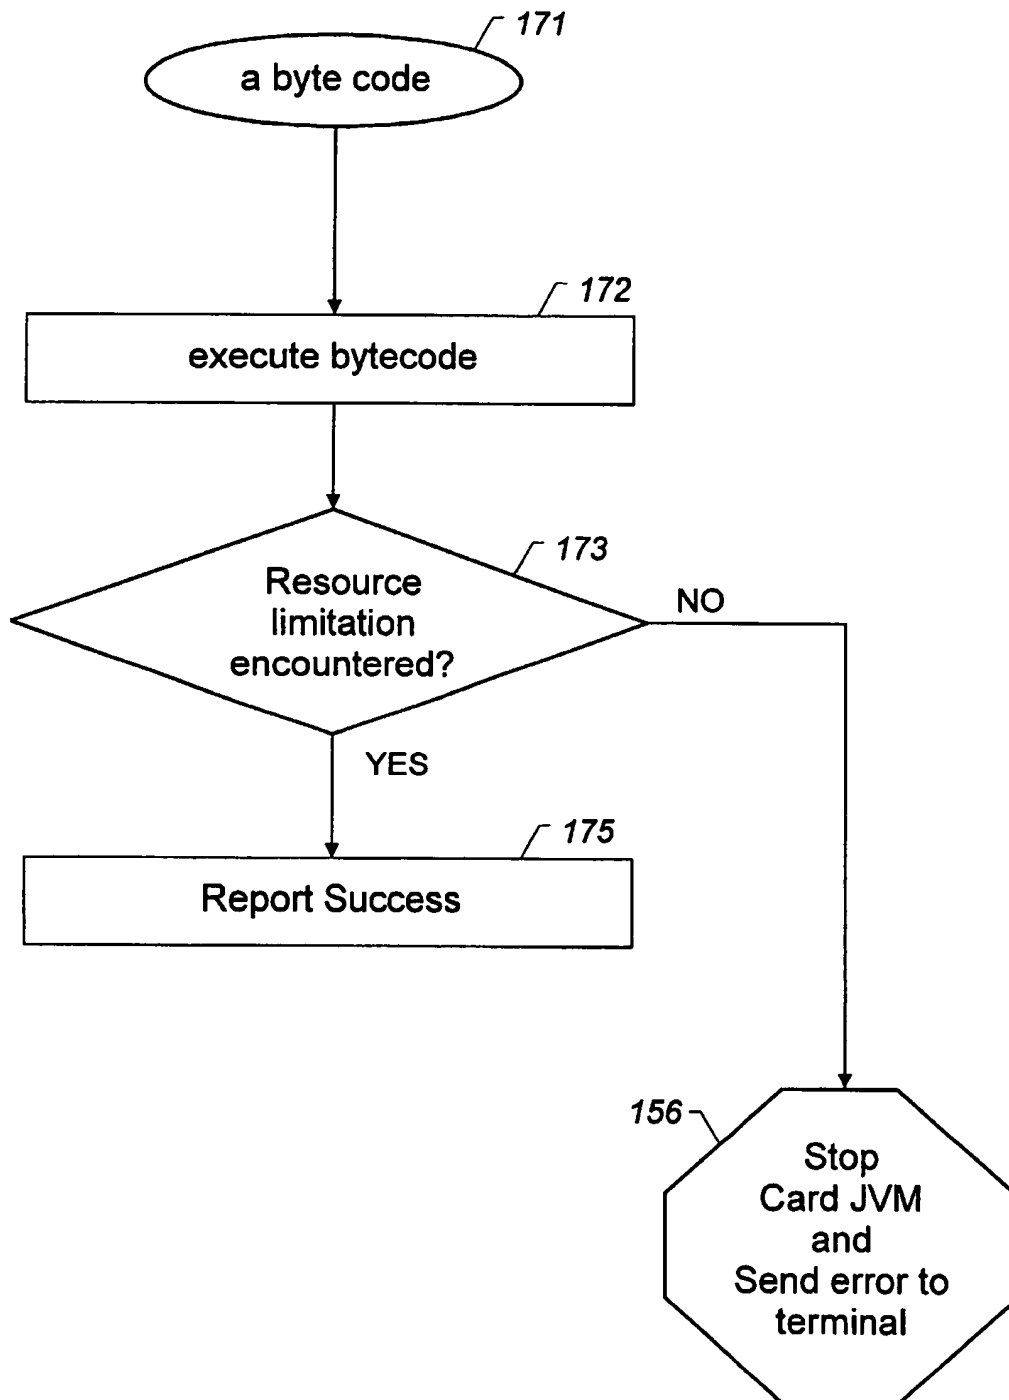 171
a byte code
172
execute bytecode
173
Resource
limitation
encountered?
NO
YES
175
Report Success
156
Stop
Card JVM
and
Send error to
terminal